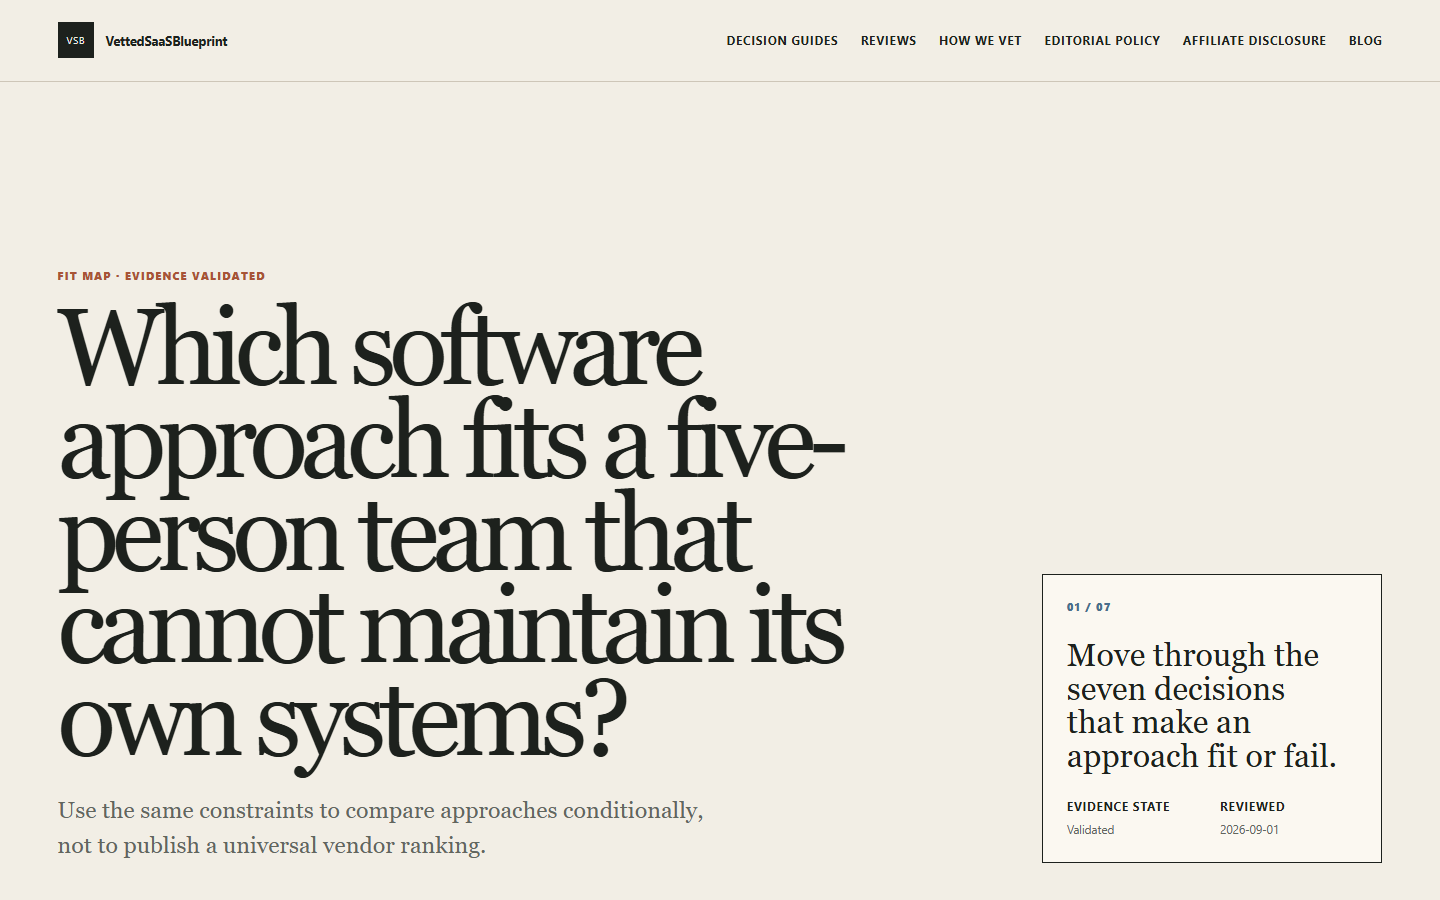 VSB
VettedSaaSBlueprint
DECISION GUIDES
REVIEWS
HOW WE VET
EDITORIAL POLICY
AFFILIATE DISCLOSURE
BLOG
FIT MAP · EVIDENCE VALIDATED
Which software
approach fits a five-
person team that
cannot maintain its
own systems?
Use the same constraints to compare approaches conditionally,
not to publish a universal vendor ranking.
01 / 07
Move through the
seven decisions
that make an
approach fit or fail.
EVIDENCE STATE
Validated
REVIEWED
2026-09-01